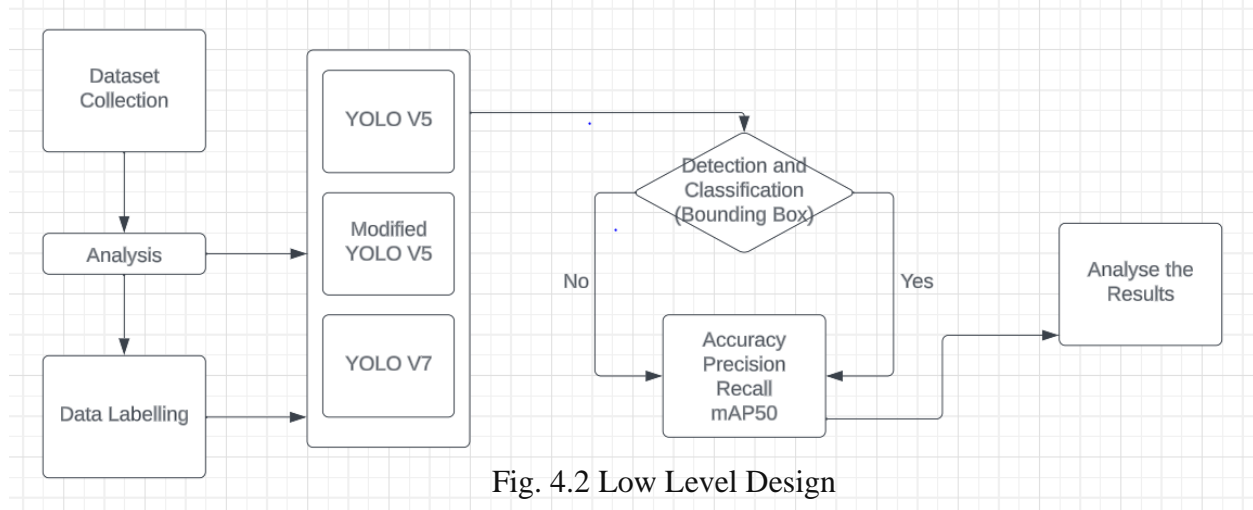 Dataset
Collection
Analysis
Data Labelling
YOLO V5
Modified
YOLO V5
YOLO V7
Detection and
Classification
(Bounding Box)
No
Yes
Accuracy
Precision
Recall
mAP50
Analyse the
Results
Fig. 4.2 Low Level Design